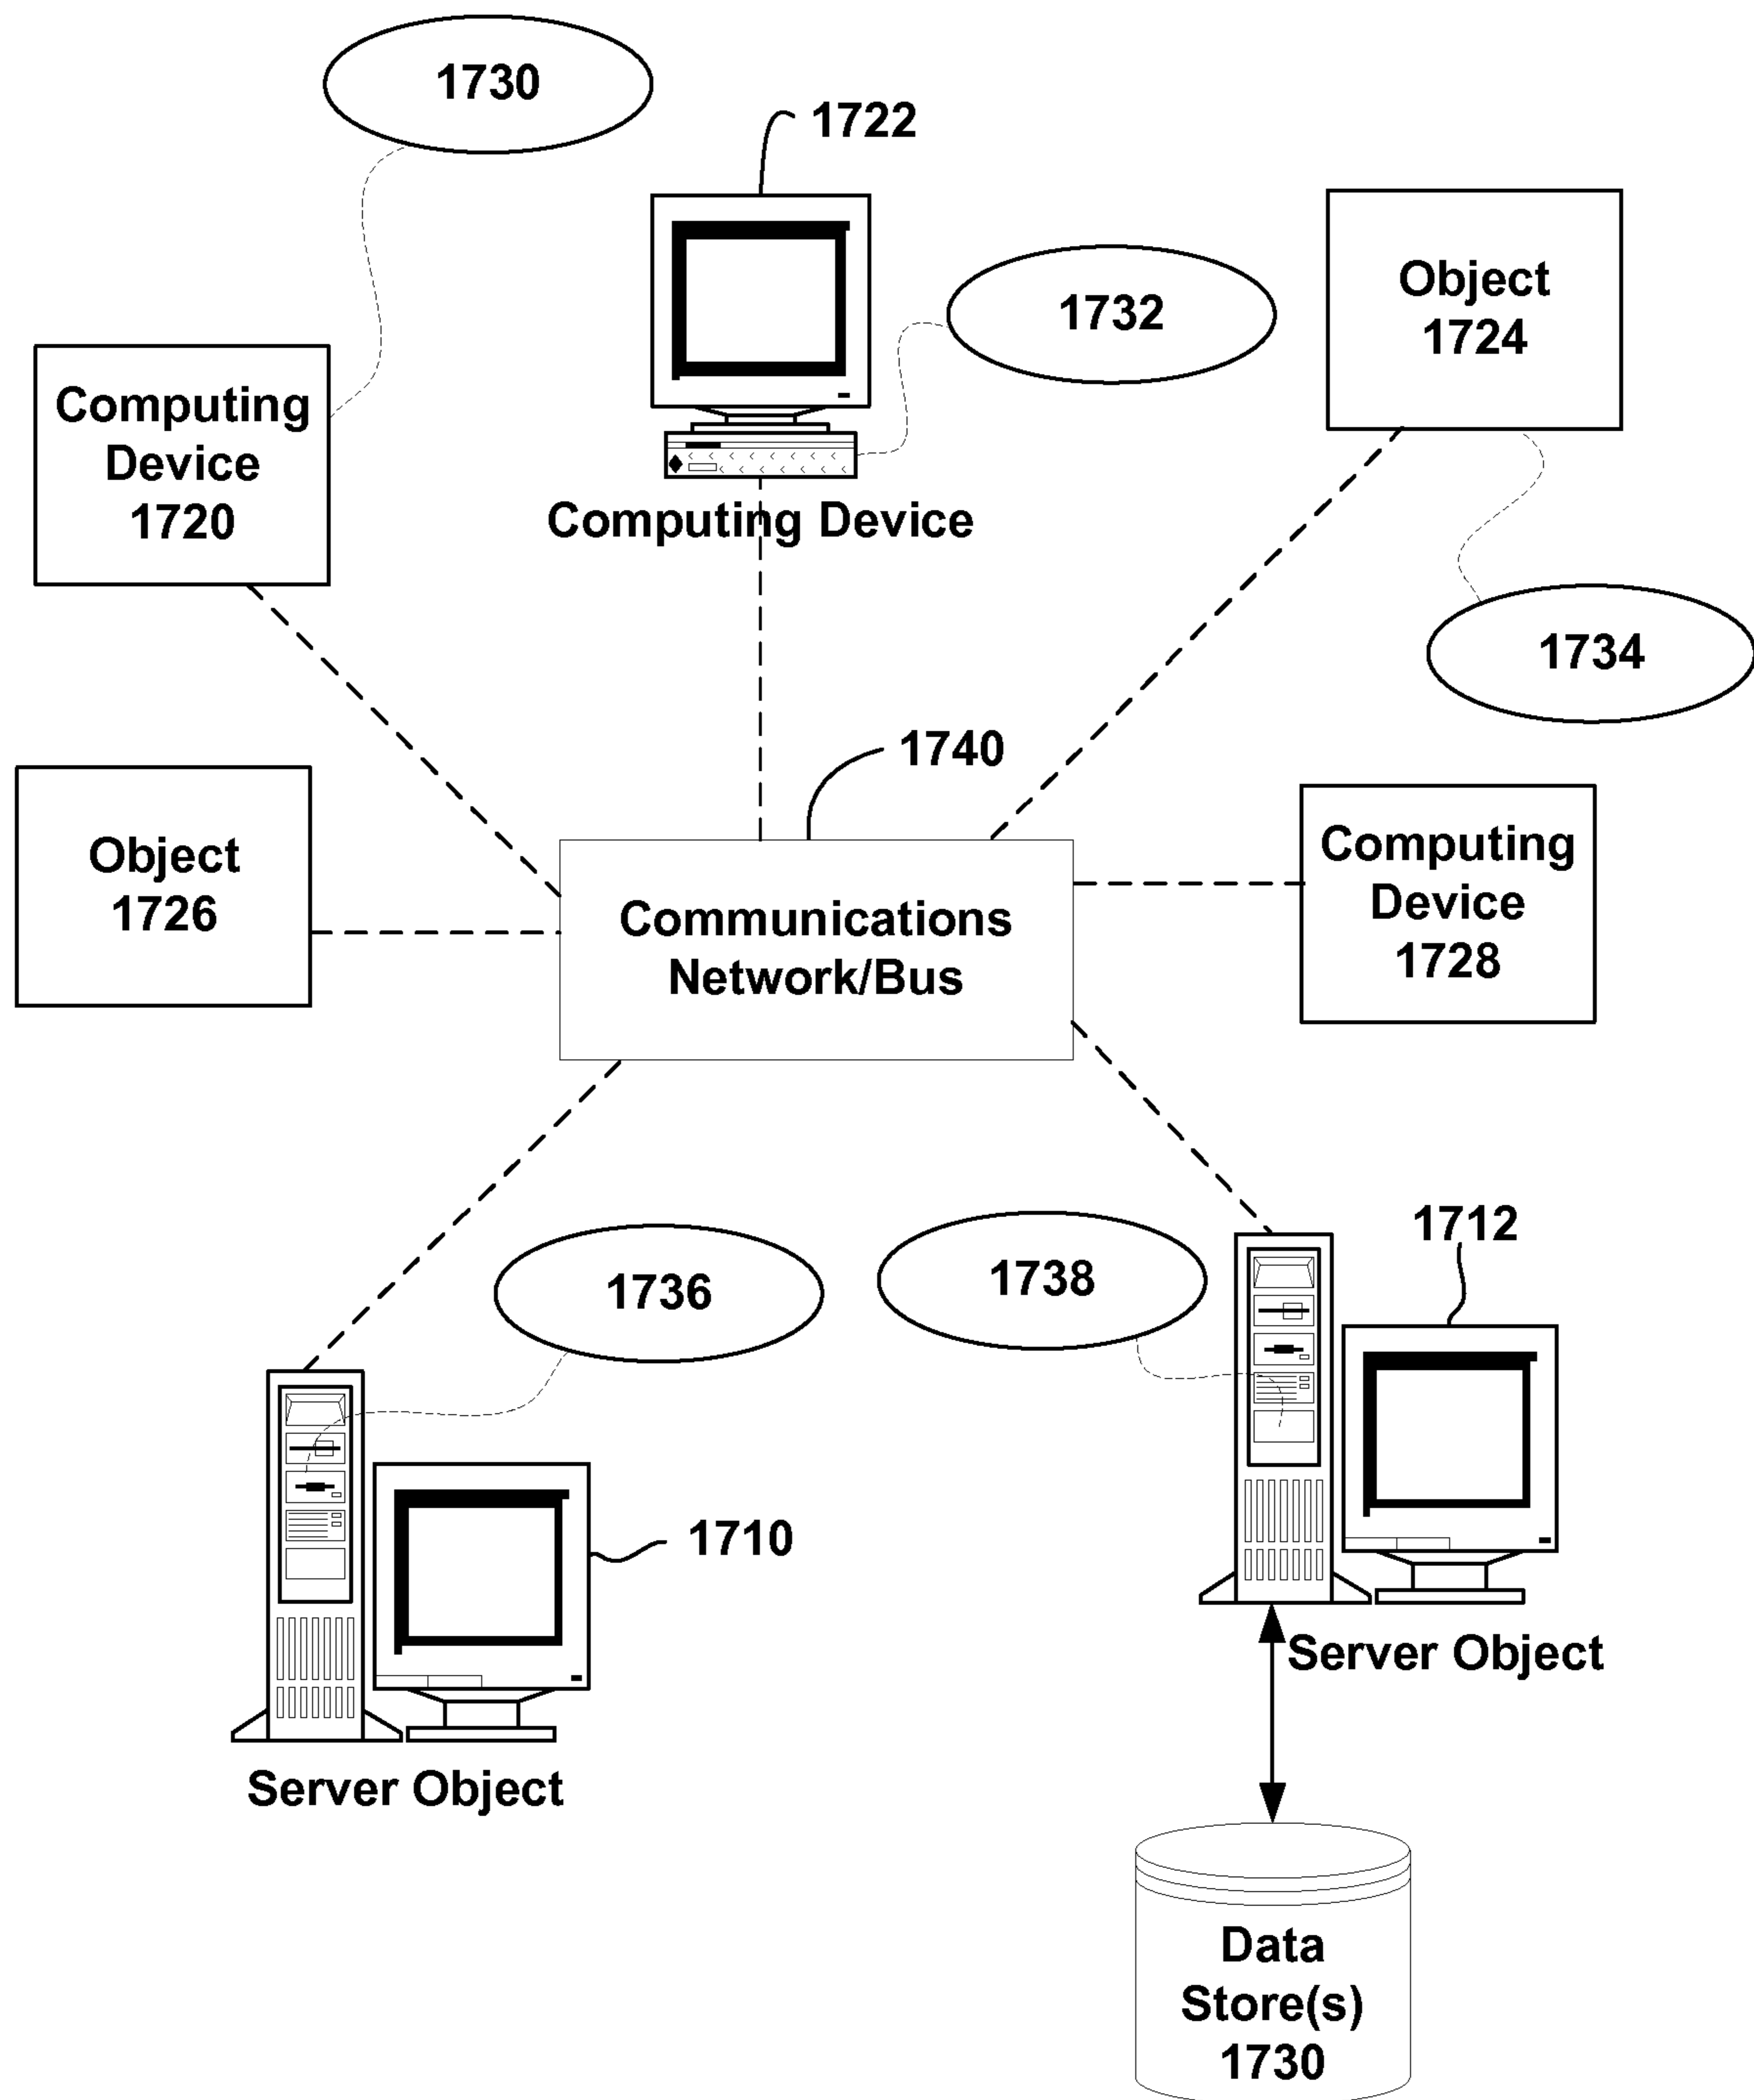 1730
1722
1732
Object
1724
Computing
Device
1720
Computing Device
1734
1740
Object
1726
Computing
Device
1728
Communications
Network/Bus
1712
1736
1738
1710
Server Object
Server Object
Data
Store(s)
1730